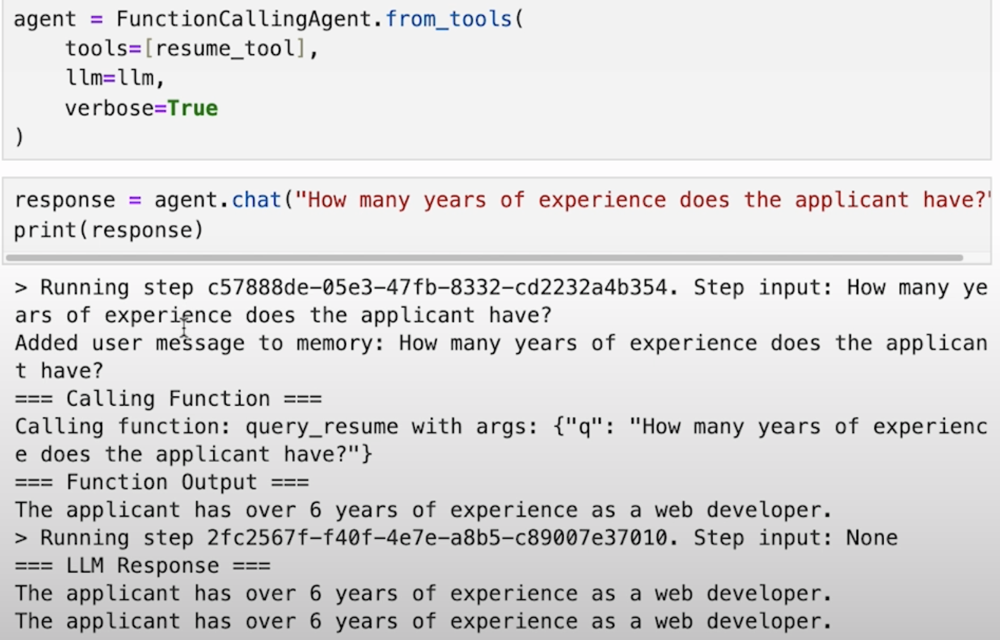 agent = FunctionCallingAgent.from_tools(
    tools=[resume_tool],
    llm=llm,
    verbose=True
)
response = agent.chat("How many years of experience does the applicant have?"
print(response)
> Running step c57888de-05e3-47fb-8332-cd2232a4b354. Step input: How many ye
ars of experience does the applicant have?
Added user message to memory: How many years of experience does the applican
t have?
=== Calling Function ===
Calling function: query_resume with args: {"q": "How many years of experienc
e does the applicant have?"}
=== Function Output ===
The applicant has over 6 years of experience as a web developer.
> Running step 2fc2567f-f40f-4e7e-a8b5-c89007e37010. Step input: None
=== LLM Response ===
The applicant has over 6 years of experience as a web developer.
The applicant has over 6 years of experience as a web developer.